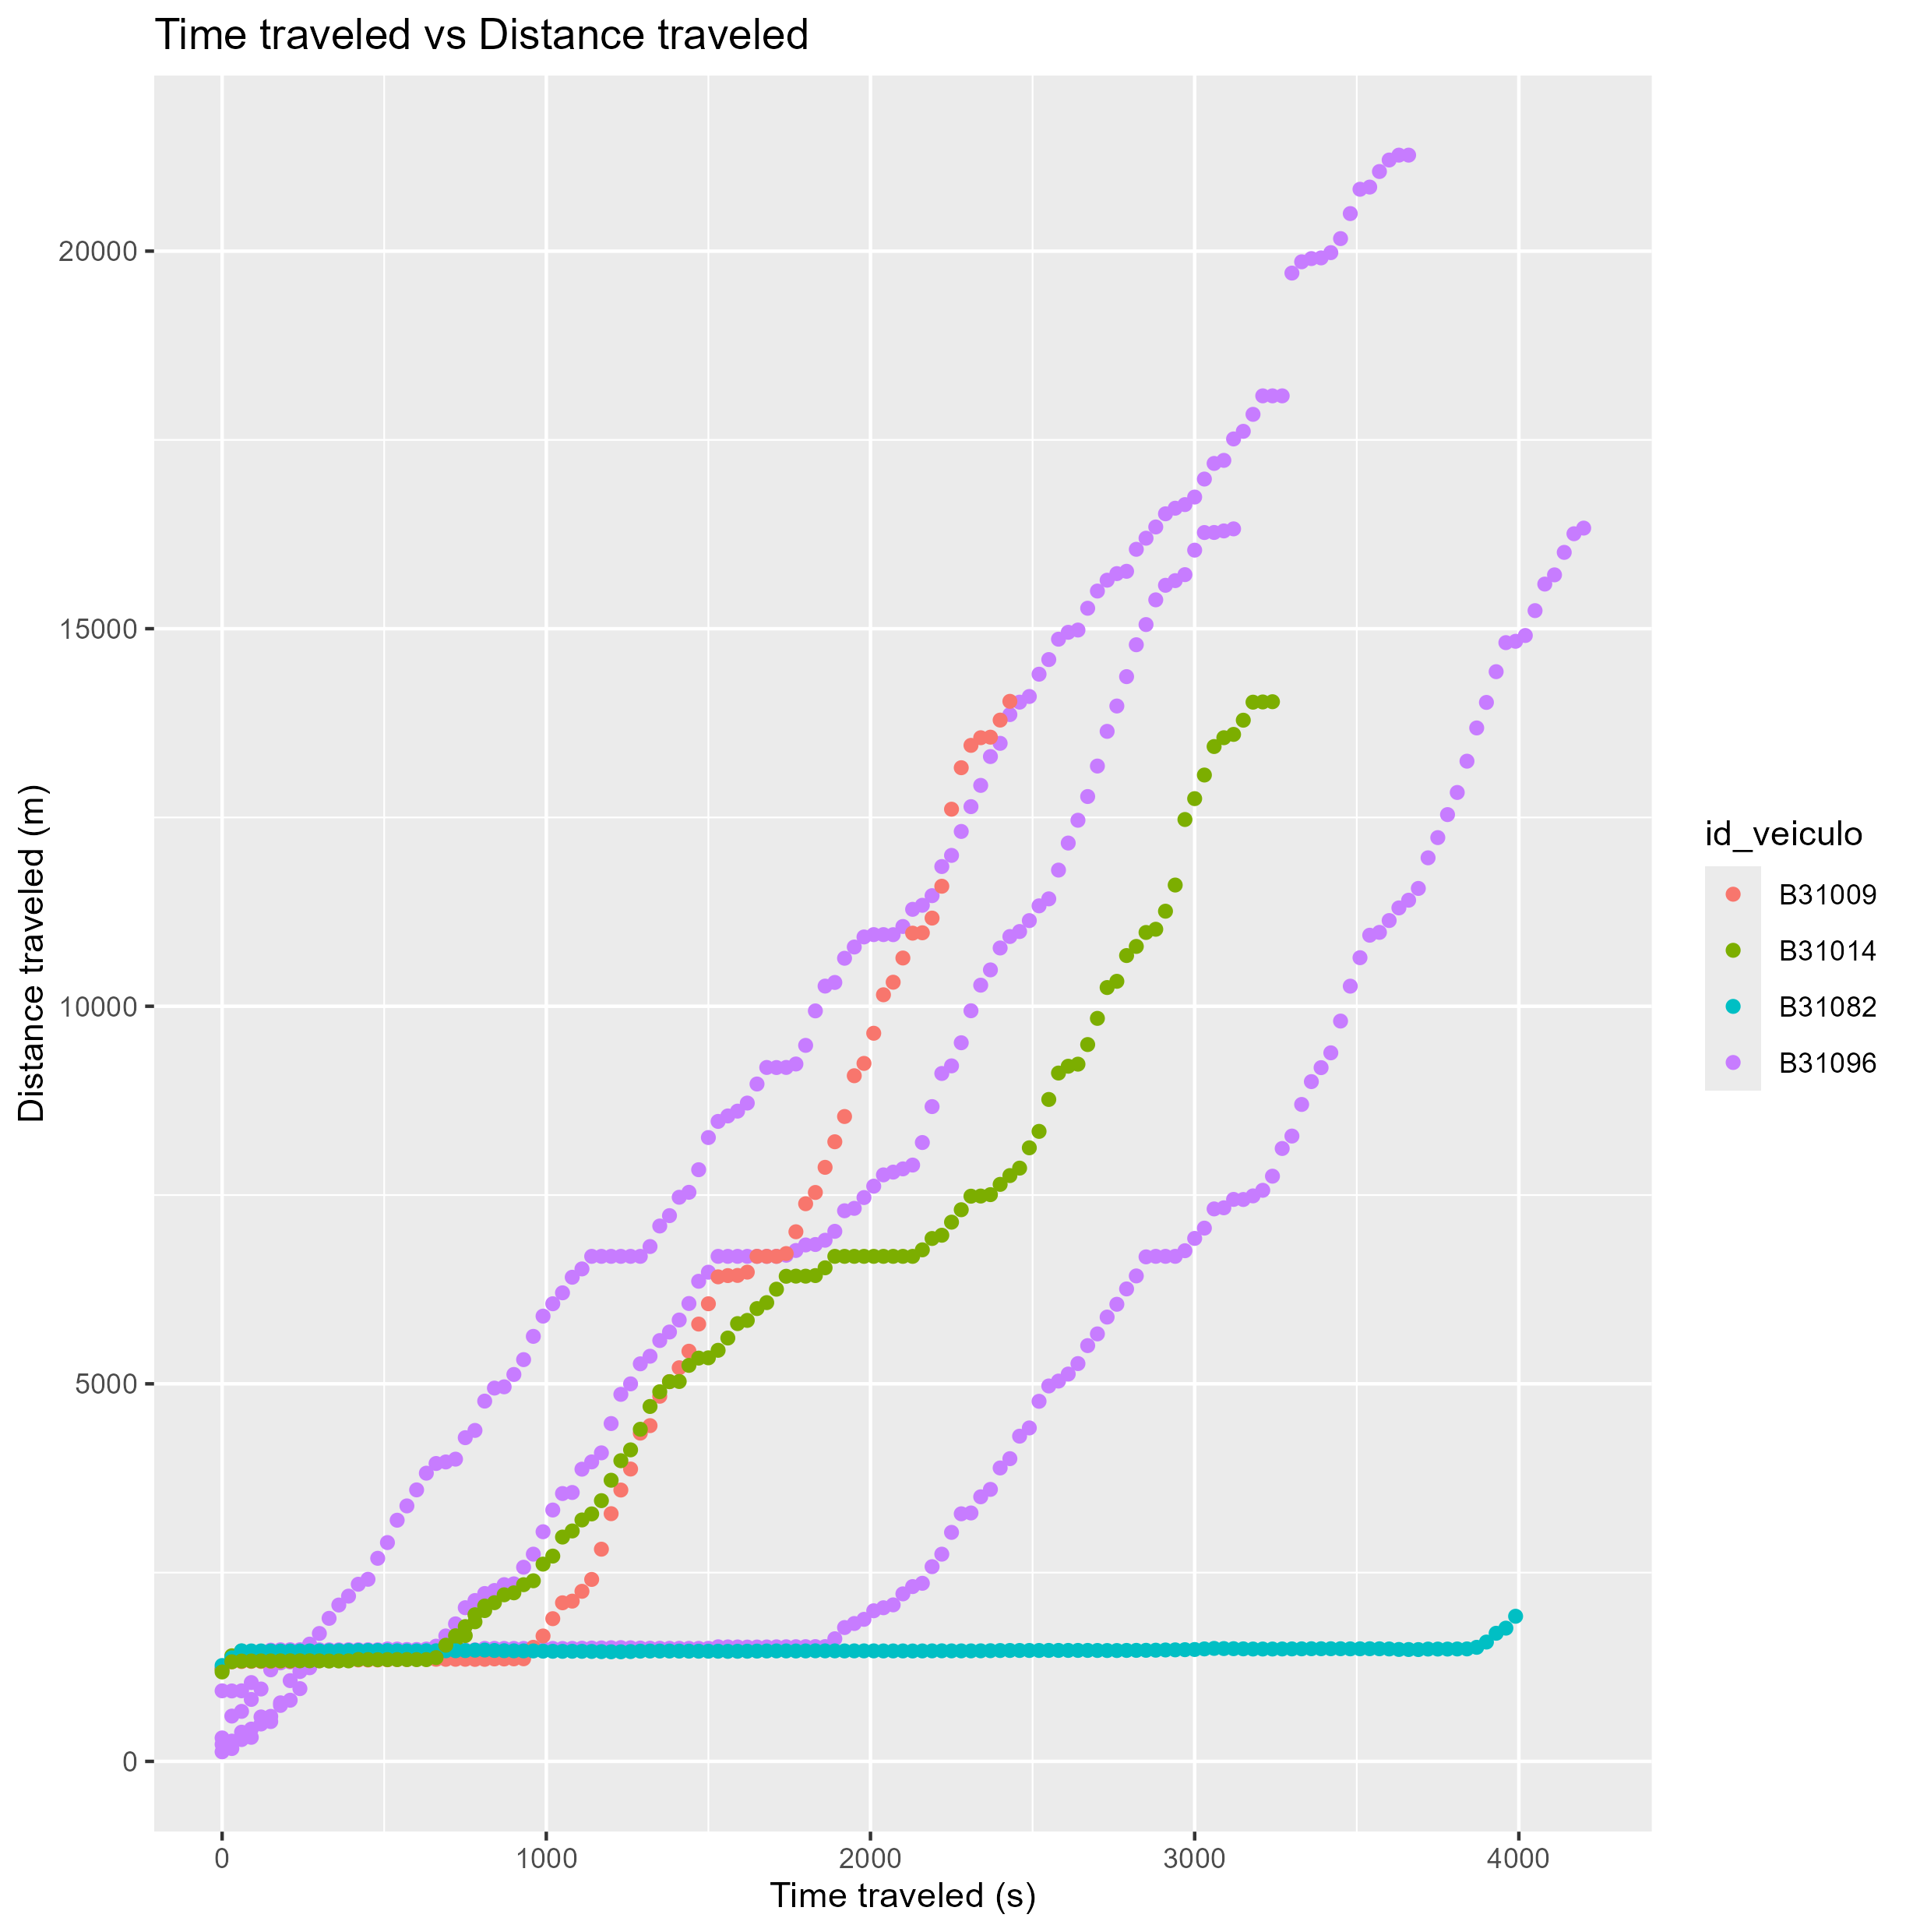 Time traveled vs Distance traveled
20000
15000
10000
5000
0
Distance traveled (m)
0 1000 2000 3000 4000
Time traveled (s)
id_veiculo
B31009
B31014
B31082
B31096